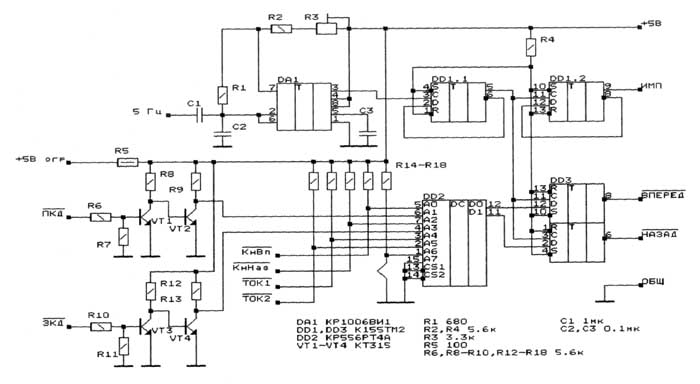 R2
R3
+5В
R4
DA1
DD1.1
DD1.2
ИМП
R1
5 Гц
C1
C2
C3
+5В ОГР
R5
R8
R9
R14-R18
DD2
DD3
ВПЕРЕД
НАЗАД
ПКД
R6
R7
VT1
VT2
A0
A1
A2
A3
A4
A5
A6
A7
CS1
CS2
DC
D0
D1
12
11
КнВп
КнНаз
ТОК1
ТОК2
R12
R13
ЗКД
R10
R11
VT3
VT4
ОБЩ
DA1 КР1006ВИ1
DD1,DD3 К155ТМ2
DD2 КР556РТ4А
VT1-VT4 КТ315
R1 680
R2,R4 5.6к
R3 3.3к
R5 100
R6,R8-R10,R12-R18 5.6к
C1 1мк
C2,C3 0.1мк